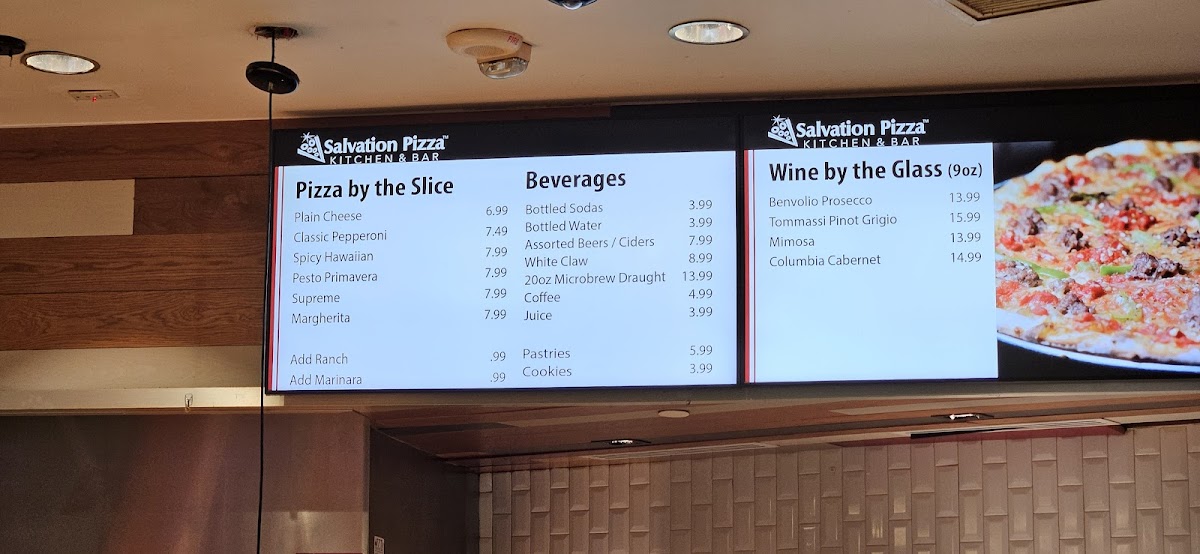 Salvation Pizza™
KITCHEN & BAR
Pizza by the Slice
Plain Cheese 6.99
Classic Pepperoni 7.49
Spicy Hawaiian 7.99
Pesto Primavera 7.99
Supreme 7.99
Margherita 7.99
Add Ranch .99
Add Marinara .99
Beverages
Bottled Sodas 3.99
Bottled Water 3.99
Assorted Beers / Ciders 7.99
White Claw 8.99
20oz Microbrew Draught 13.99
Coffee 4.99
Juice 3.99
Pastries 5.99
Cookies 3.99
Salvation Pizza™
KITCHEN & BAR
Wine by the Glass (9oz)
Benvolio Prosecco 13.99
Tommassi Pinot Grigio 15.99
Mimosa 13.99
Columbia Cabernet 14.99